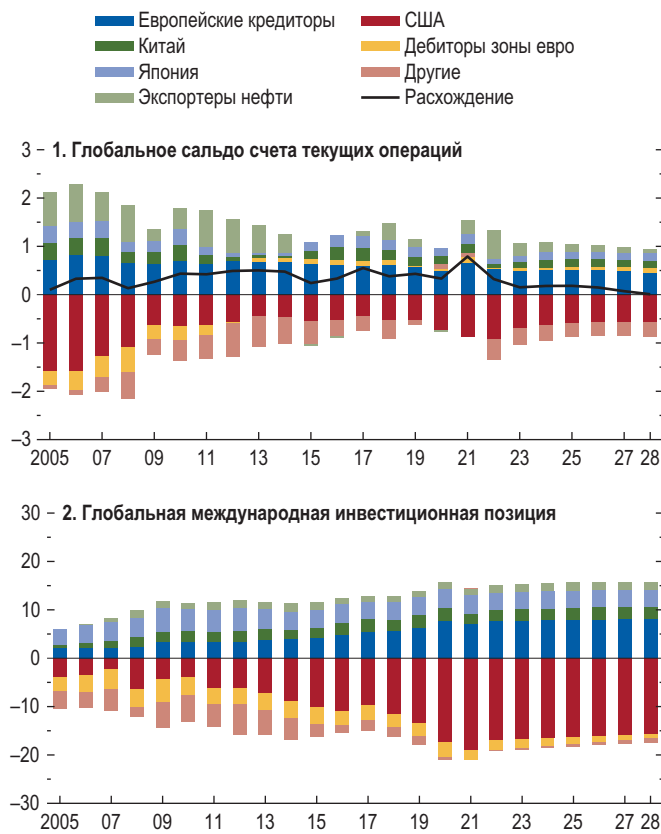 Европейские кредиторы США
Китай Дебиторы зоны евро
Япония Другие
Экспортеры нефти Расхождение
3 1. Глобальное сальдо счета текущих операций
2
1
0
–1
–2
–3
2005 07 09 11 13 15 17 19 21 23 25 27 28
30 2. Глобальная международная инвестиционная позиция
20
10
0
–10
–20
–30
2005 07 09 11 13 15 17 19 21 23 25 27 28